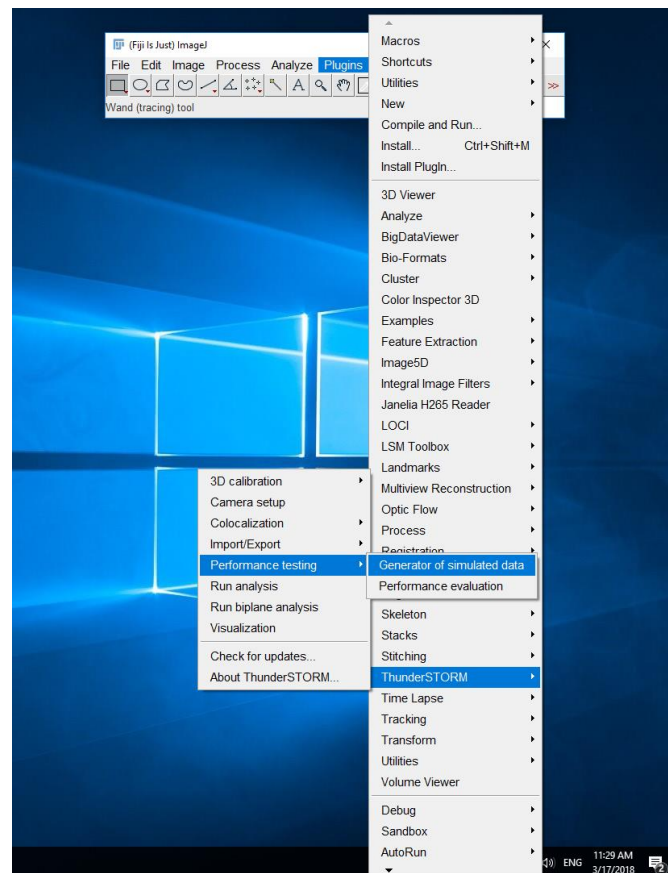 (Fiji Is Just) ImageJ
File Edit Image Process Analyze Plugins
Wand (tracing) tool
Macros
Shortcuts
Utilities
New
Compile and Run...
Install... Ctrl+Shift+M
Install PlugIn...
3D Viewer
Analyze
BigDataViewer
Bio-Formats
Cluster
Color Inspector 3D
Examples
Feature Extraction
Image5D
Integral Image Filters
Janelia H265 Reader
LOCI
LSM Toolbox
Landmarks
Multiview Reconstruction
Optic Flow
Process
Registration
Skeleton
Stacks
Stitching
ThunderSTORM
Time Lapse
Tracking
Transform
Utilities
Volume Viewer
Debug
Sandbox
AutoRun
3D calibration
Camera setup
Colocalization
Import/Export
Performance testing
Run analysis
Run biplane analysis
Visualization
Check for updates...
About ThunderSTORM...
Generator of simulated data
Performance evaluation
ENG
11:29 AM
3/17/2018
2